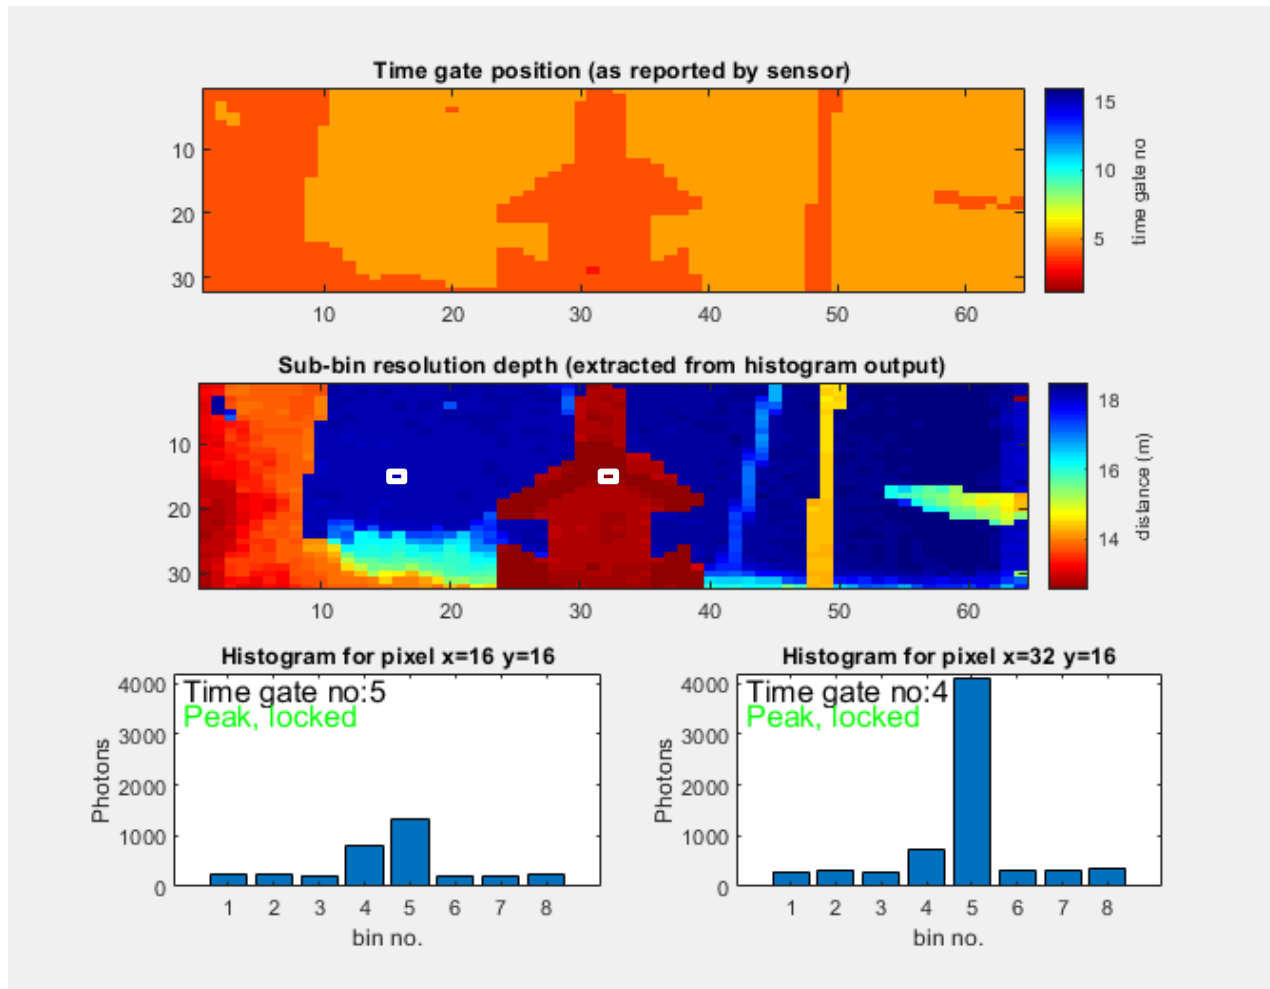 Time gate position (as reported by sensor)
10
20
30
10
20
30
40
50
60
15
10
5
time gate no
Sub-bin resolution depth (extracted from histogram output)
10
20
30
10
20
30
40
50
60
18
16
14
distance (m)
Histogram for pixel x=16 y=16
Time gate no:5
Peak, locked
4000
3000
2000
1000
0
Photons
1 2 3 4 5 6 7 8
bin no.
Histogram for pixel x=32 y=16
Time gate no:4
Peak, locked
4000
3000
2000
1000
0
Photons
1 2 3 4 5 6 7 8
bin no.